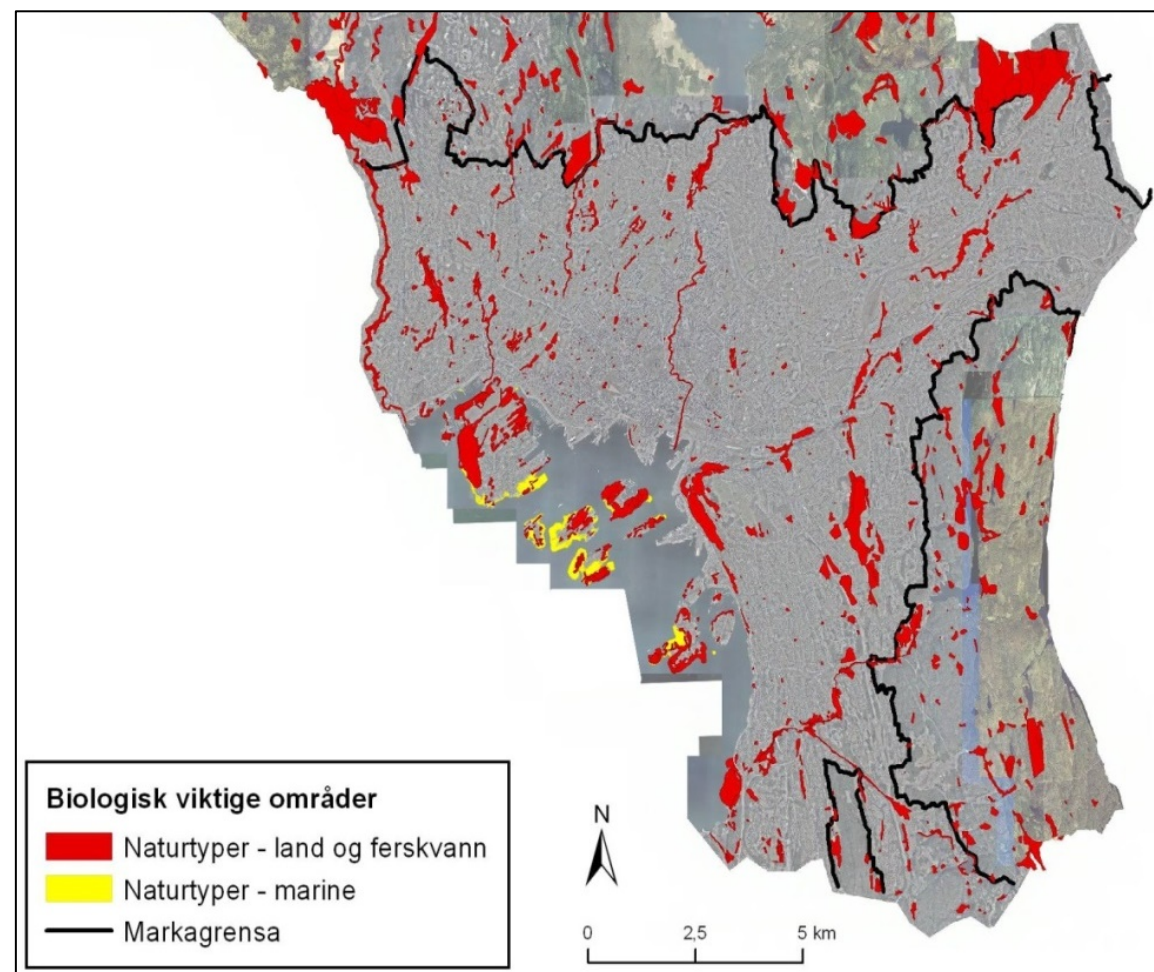 Biologisk viktige områder
Naturtyper - land og ferskvann
Naturtyper - marine
Markagrensa
N
0 2,5 5 km